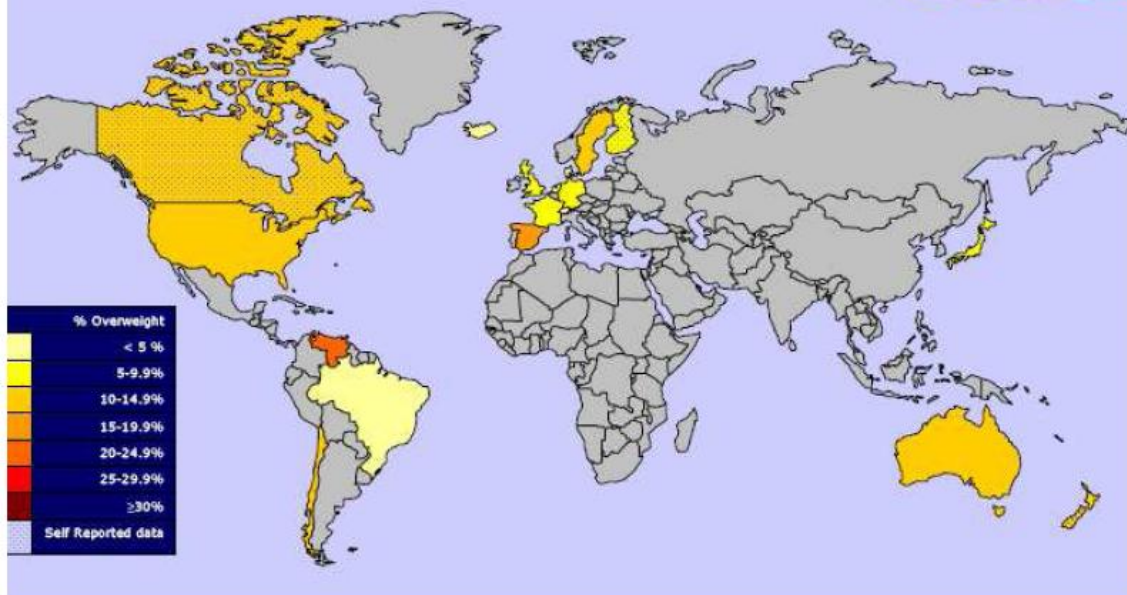 % Overweight
< 5 %
5-9.9%
10-14.9%
15-19.9%
20-24.9%
25-29.9%
≥30%
Self Reported data